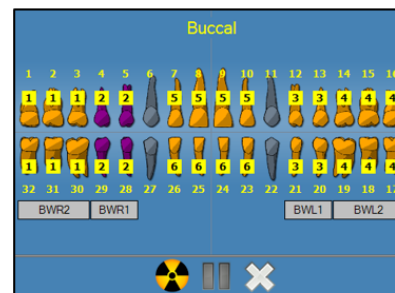 Buccal
1 2 3 4 5 6 7 8 9 10 11 12 13 14 15 16
1 1 1 2 2 5 5 5 5 3 3 4 4 4
1 1 1 2 2 6 6 6 6 3 3 4 4 4
32 31 30 29 28 27 26 25 24 23 22 21 20 19 18 17
BWR2 BWR1 BWL1 BWL2